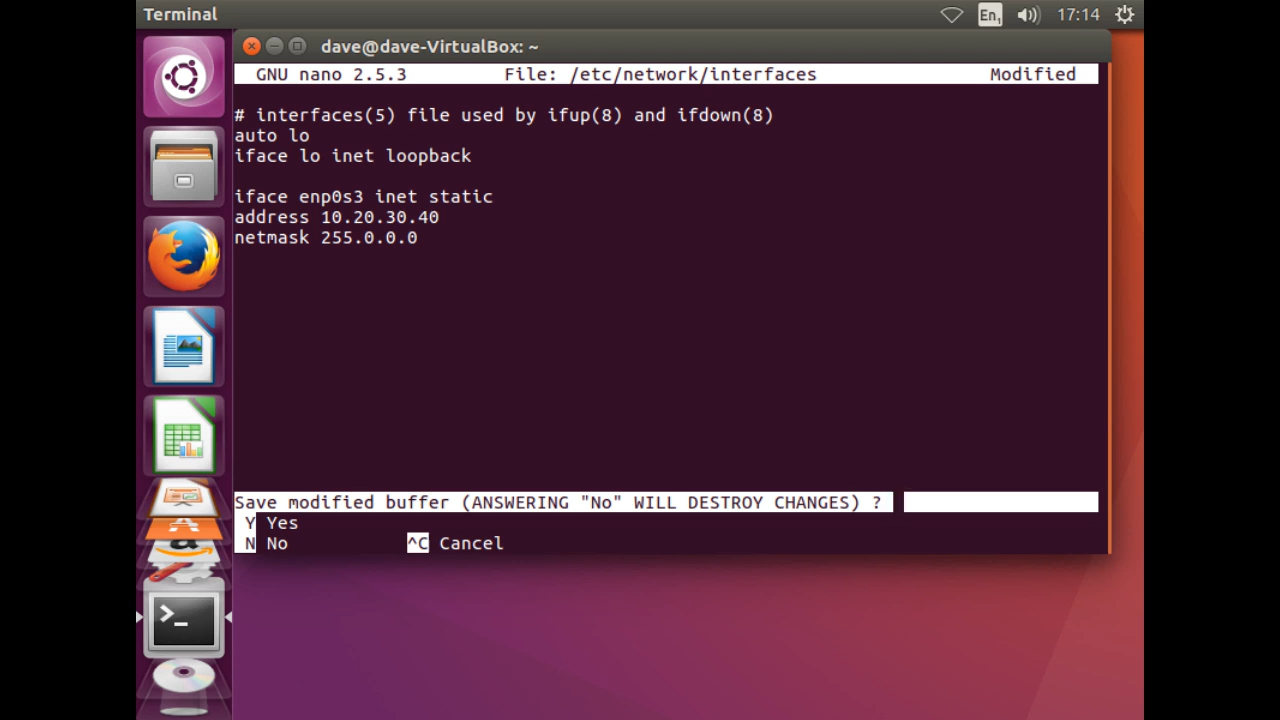 Terminal
En1
17:14
dave@dave-VirtualBox: ~
GNU nano 2.5.3 File: /etc/network/interfaces Modified
# interfaces(5) file used by ifup(8) and ifdown(8)
auto lo
iface lo inet loopback
iface enp0s3 inet static
address 10.20.30.40
netmask 255.0.0.0
Save modified buffer (ANSWERING "No" WILL DESTROY CHANGES) ?
Y Yes
N No ^C Cancel